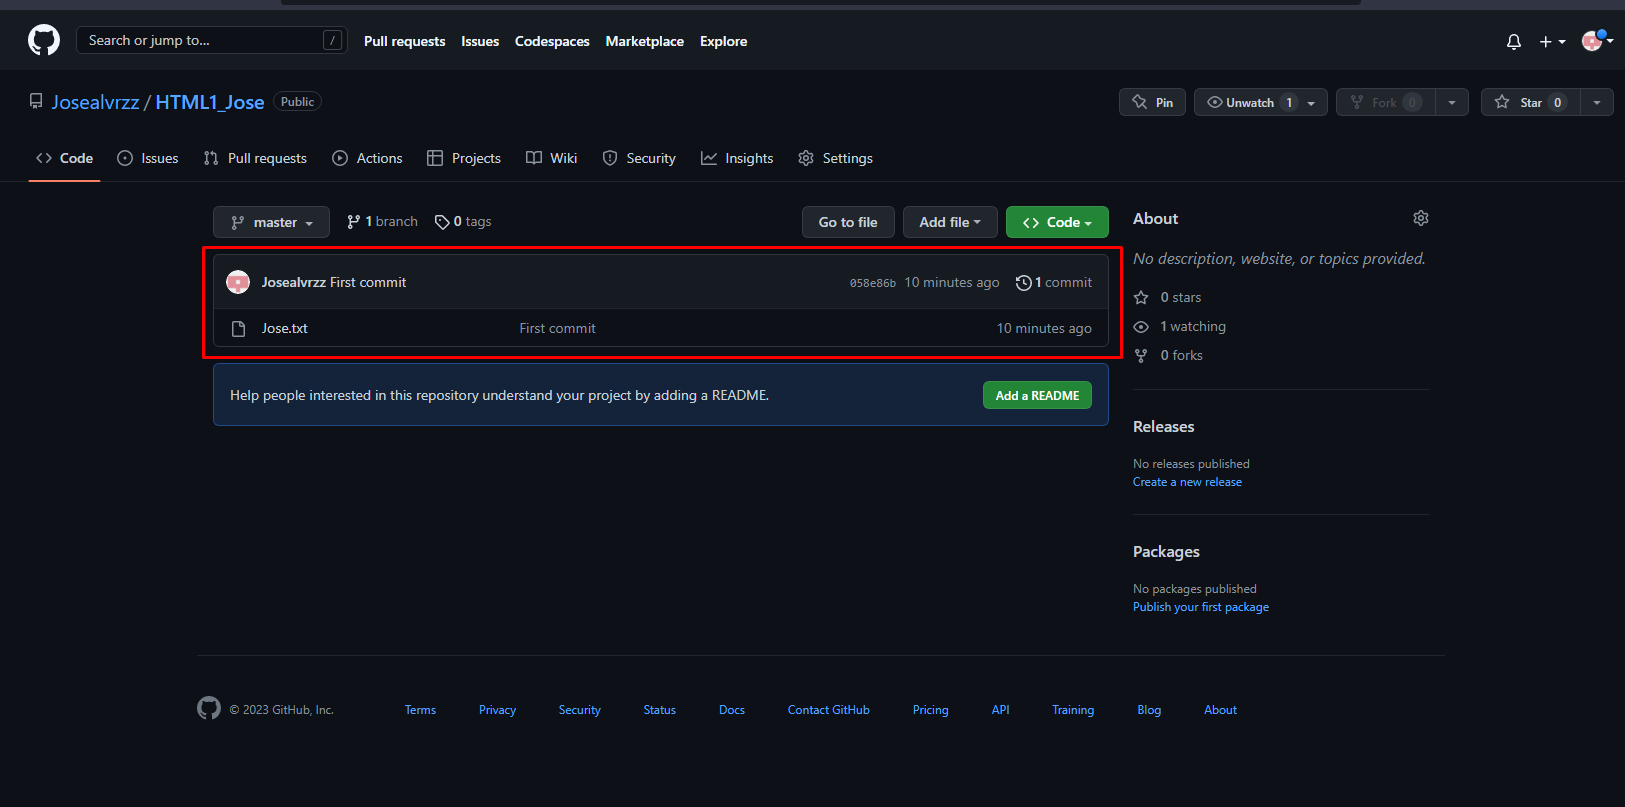 Search or jump to... /
Pull requests Issues Codespaces Marketplace Explore
Josealvrzz / HTML1_Jose Public
Pin Unwatch 1 Fork 0 Star 0
Code Issues Pull requests Actions Projects Wiki Security Insights Settings
master 1 branch 0 tags Go to file Add file Code
Josealvrzz First commit 058e86b 10 minutes ago 1 commit
Jose.txt First commit 10 minutes ago
Help people interested in this repository understand your project by adding a README. Add a README
About
No description, website, or topics provided.
0 stars
1 watching
0 forks
Releases
No releases published
Create a new release
Packages
No packages published
Publish your first package
© 2023 GitHub, Inc. Terms Privacy Security Status Docs Contact GitHub Pricing API Training Blog About